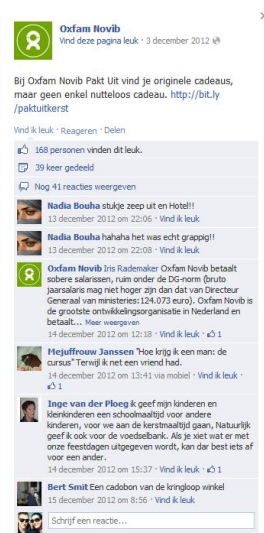 Oxfam Novib
Vind deze pagina leuk · 3 december 2012
Bij Oxfam Novib Pakt Uit vind je originele cadeaus,
maar geen enkel nutteloos cadeau. http://bit.ly
/paktuitkerst
Vind ik leuk · Reageren · Delen
168 personen vinden dit leuk.
39 keer gedeeld
Nog 41 reacties weergeven
Nadia Bouha stukje zeep uit en Hotel!!
13 december 2012 om 22:06 · Vind ik leuk
Nadia Bouha hahaha het was echt grappig!!
13 december 2012 om 22:08 · Vind ik leuk
Oxfam Novib Iris Rademaker Oxfam Novib betaalt
sobere salarissen, ruim onder de DG-norm (bruto
jaarsalaris mag niet hoger zijn dan dat van Directeur
Generaal van ministeries:124.073 euro). Oxfam Novib is
de grootste ontwikkelingsorganisatie in Nederland en
betaalt... Meer weergeven
14 december 2012 om 12:18 · Vind ik leuk · 1
Mejuffrouw Janssen "Hoe krijg ik een man: de
cursus" Terwijl ik net een vriend had.
14 december 2012 om 13:41 via mobiel · Vind ik leuk ·
1
Inge van der Ploeg ik geef mijn kinderen en
kleinkinderen een schoolmaaltijd voor andere
kinderen, voor we aan de kerstmaaltijd gaan, Natuurlijk
geef ik ook voor de voedselbank. Als je xiet wat er met
onze feestdagen uitgegeven wordt, kan dar best iets af
voor een ander.
14 december 2012 om 15:37 · Vind ik leuk · 1
Bert Smit Een cadobon van de kringloop winkel
15 december 2012 om 8:56 · Vind ik leuk
Schrijf een reactie...